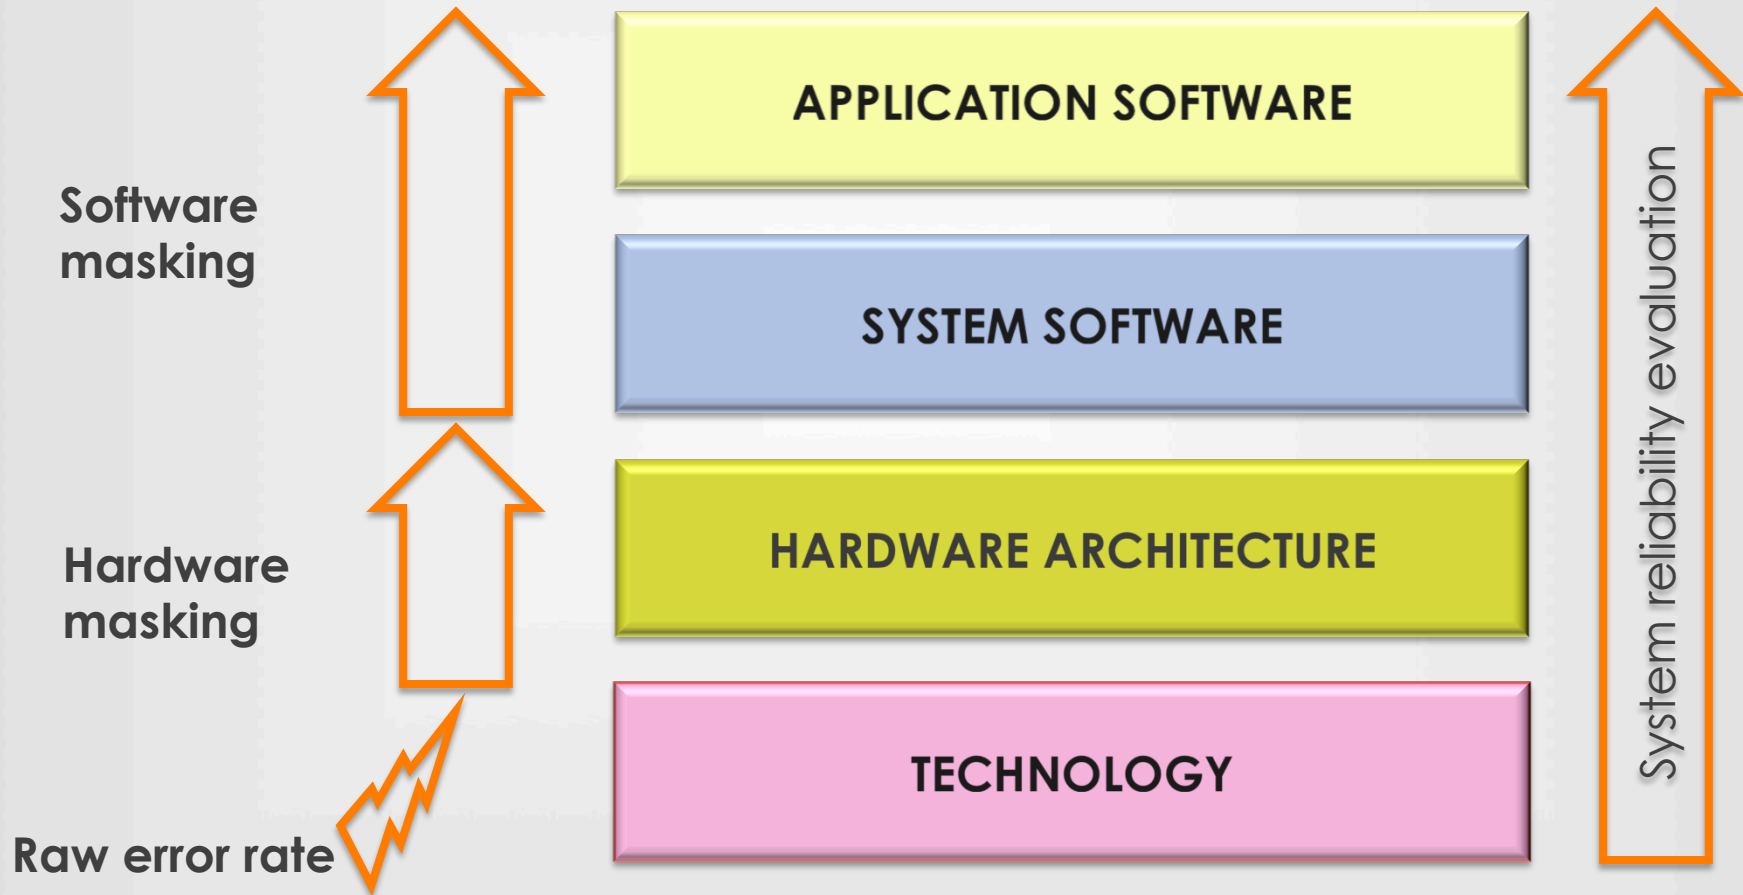 APPLICATION SOFTWARE
Software
masking
SYSTEM SOFTWARE
Hardware
masking
HARDWARE ARCHITECTURE
TECHNOLOGY
Raw error rate
System reliability evaluation